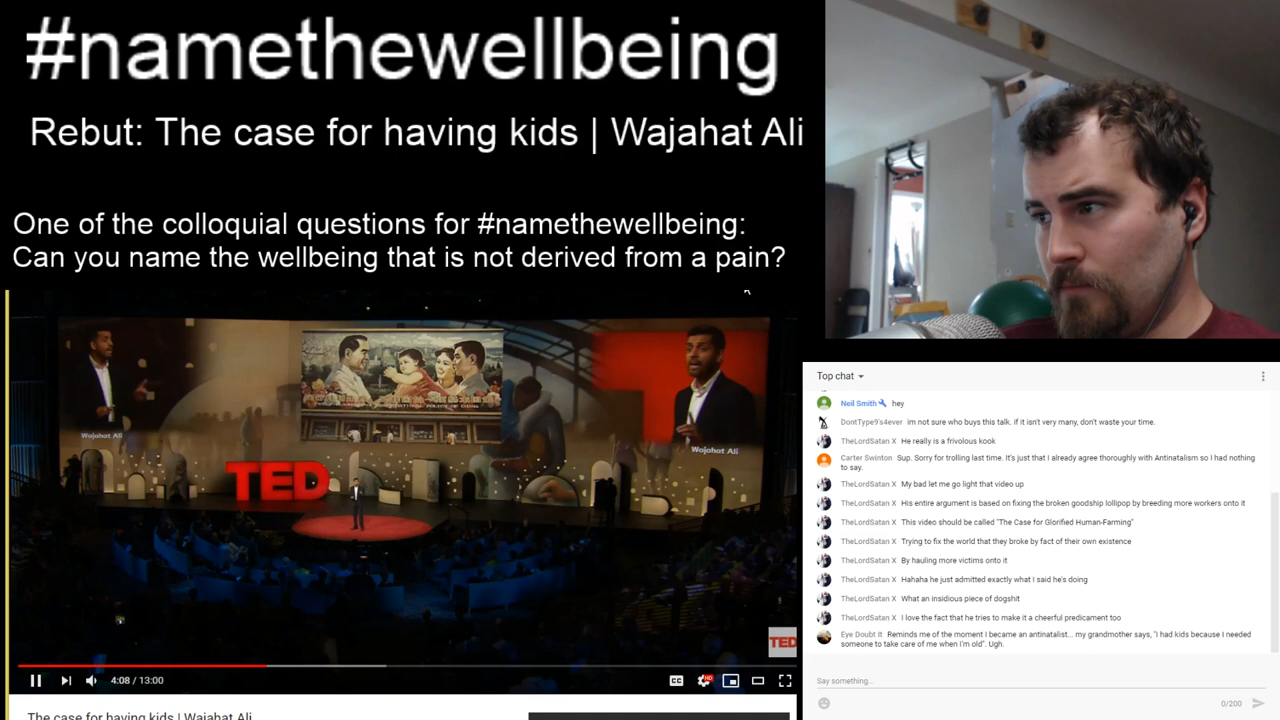 #namethewellbeing
Rebut: The case for having kids | Wajahat Ali
One of the colloquial questions for #namethewellbeing:
Can you name the wellbeing that is not derived from a pain?
Wajahat Ali
Wajahat Ali
TED
TED
4:08 / 13:00
CC
HD
The case for having kids | Wajahat Ali
Top chat
Neil Smith hey
DontType9's4ever im not sure who buys this talk. if it isn't very many, don't waste your time.
TheLordSatan X He really is a frivolous kook
Carter Swinton Sup. Sorry for trolling last time. It's just that I already agree thoroughly with Antinatalism so I had nothing
to say.
TheLordSatan X My bad let me go light that video up
TheLordSatan X His entire argument is based on fixing the broken goodship lollipop by breeding more workers onto it
TheLordSatan X This video should be called "The Case for Glorified Human-Farming"
TheLordSatan X Trying to fix the world that they broke by fact of their own existence
TheLordSatan X By hauling more victims onto it
TheLordSatan X Hahaha he just admitted exactly what I said he's doing
TheLordSatan X What an insidious piece of dogshit
TheLordSatan X I love the fact that he tries to make it a cheerful predicament too
Eye Doubt It Reminds me of the moment I became an antinatalist... my grandmother says, "I had kids because I needed
someone to take care of me when I'm old". Ugh.
Say something...
0/200